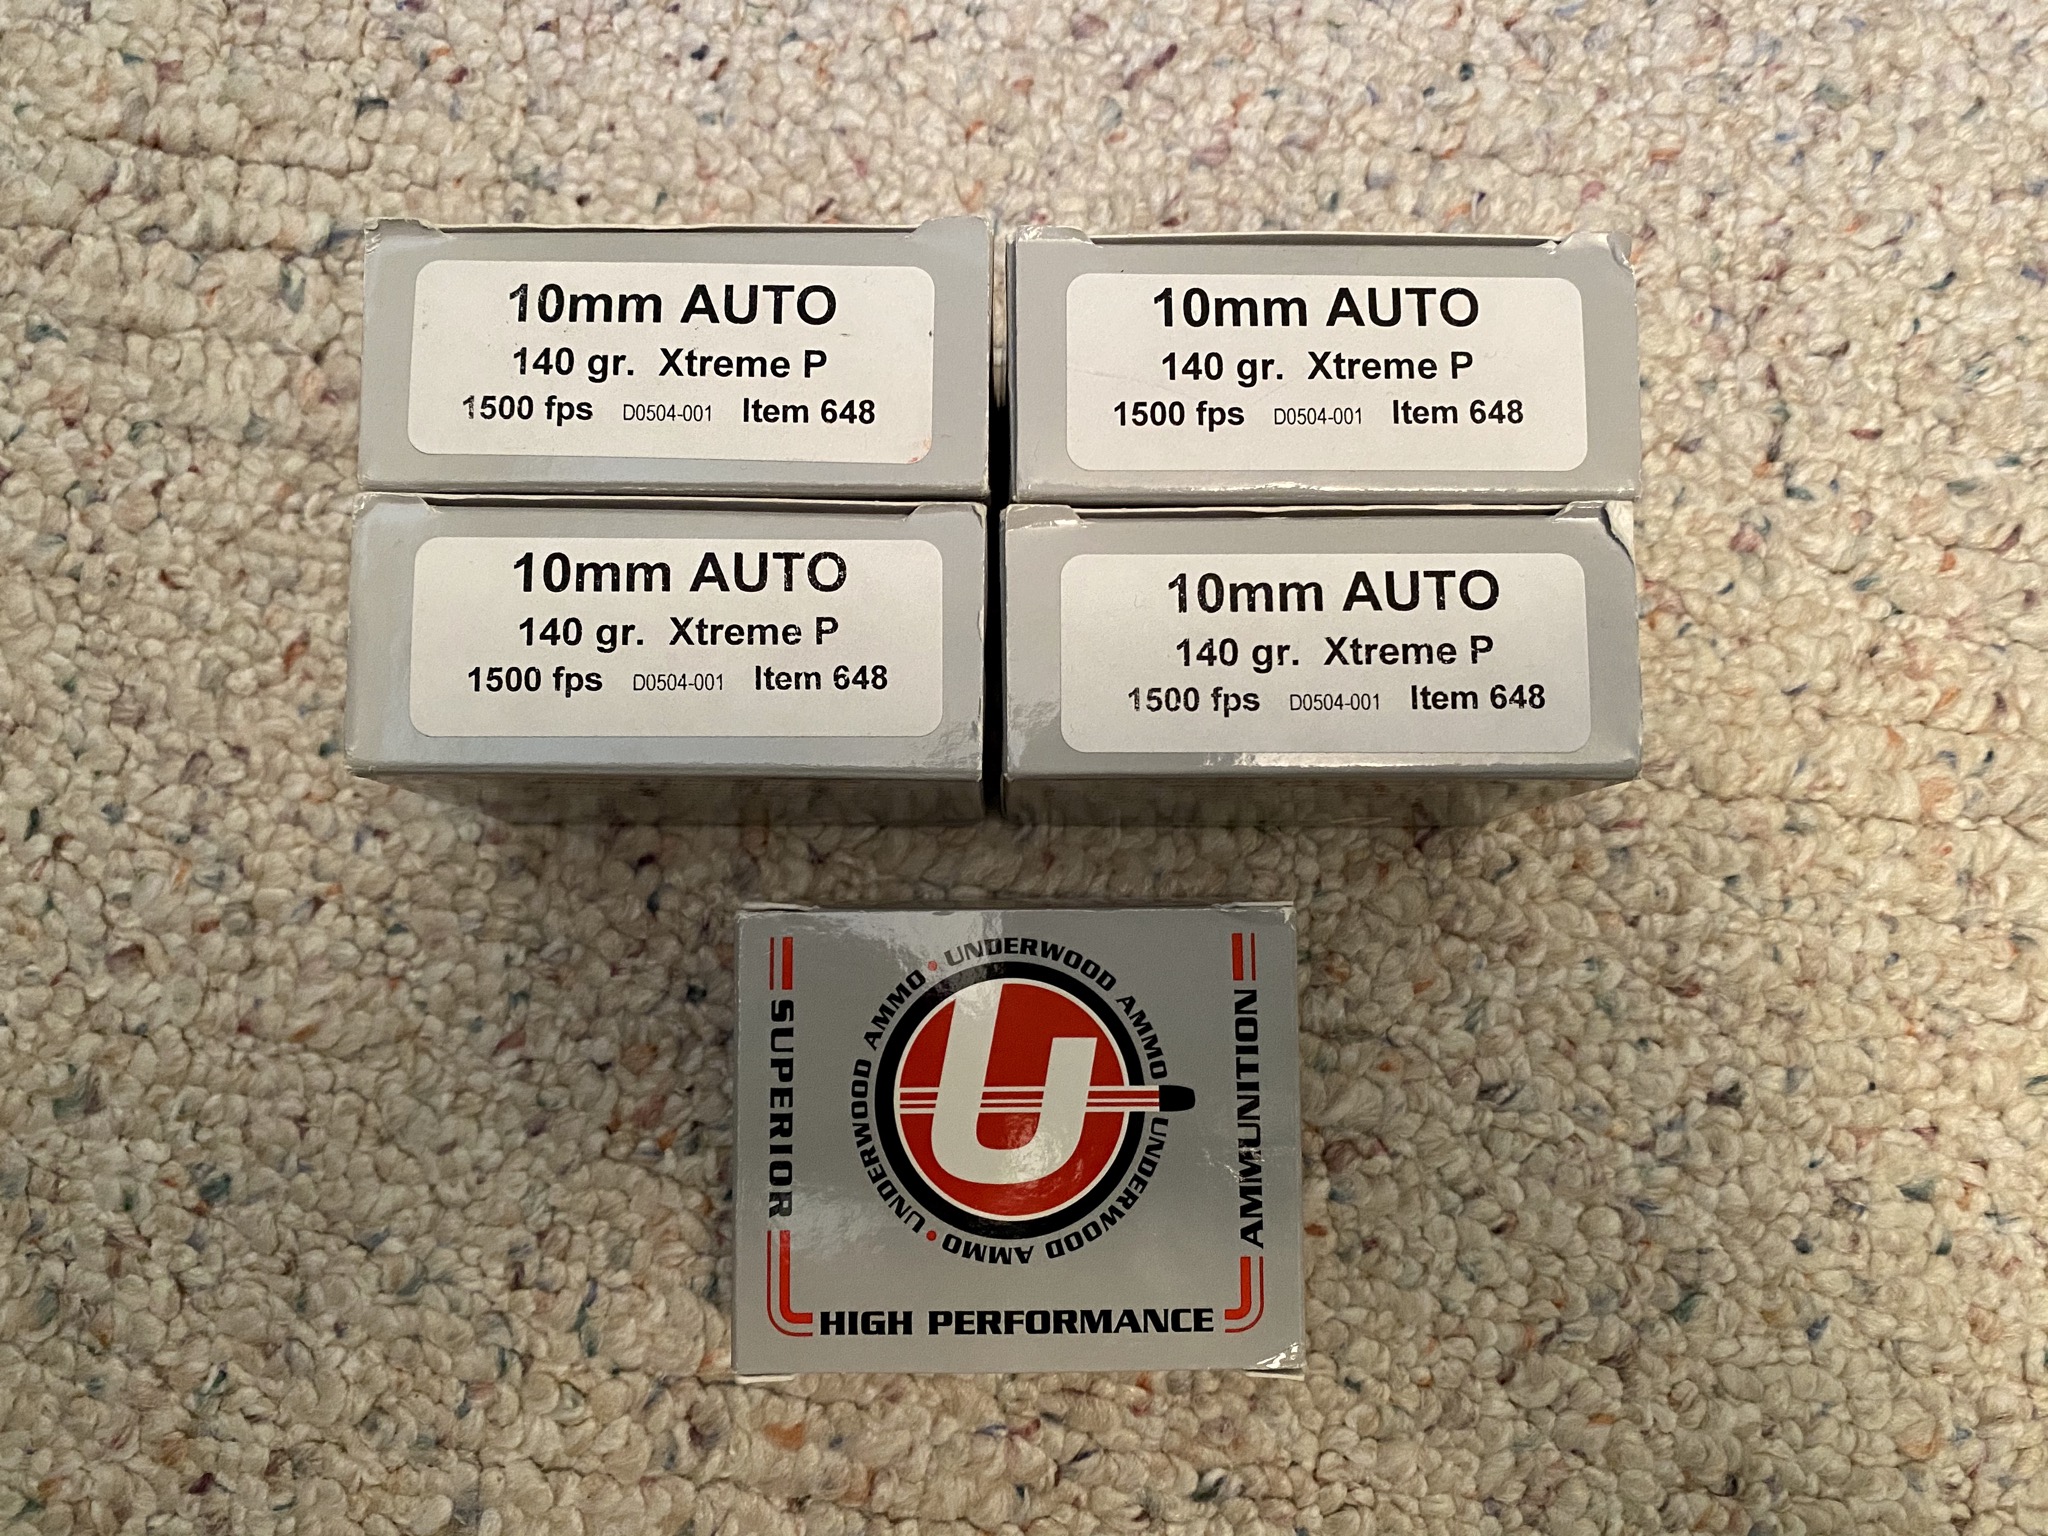 10mm AUTO
140 gr. Xtreme P
1500 fps D0504-001 Item 648
10mm AUTO
140 gr. Xtreme P
1500 fps D0504-001 Item 648
10mm AUTO
140 gr. Xtreme P
1500 fps D0504-001 Item 648
10mm AUTO
140 gr. Xtreme P
1500 fps D0504-001 Item 648
SUPERIOR
UNDERWOOD AMMO • UNDERWOOD AMMO
UNDERWOOD AMMO •
U
AMMUNITION
HIGH PERFORMANCE